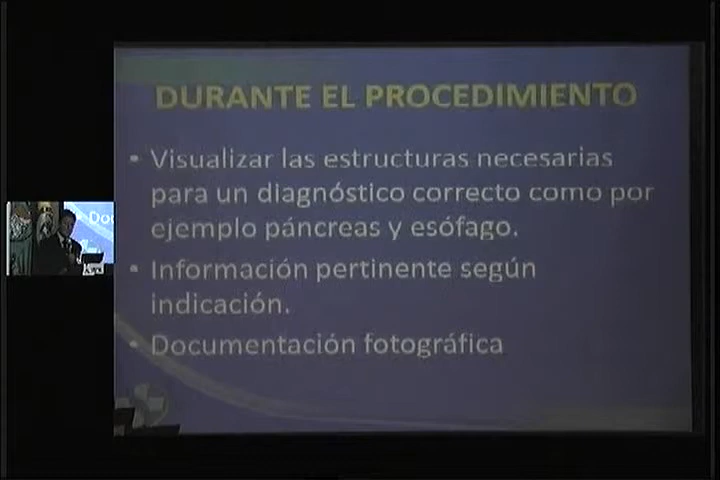 DURANTE EL PROCEDIMIENTO
• Visualizar las estructuras necesarias
para un diagnóstico correcto como por
ejemplo páncreas y esófago.
• Información pertinente según
indicación.
• Documentación fotográfica
Do